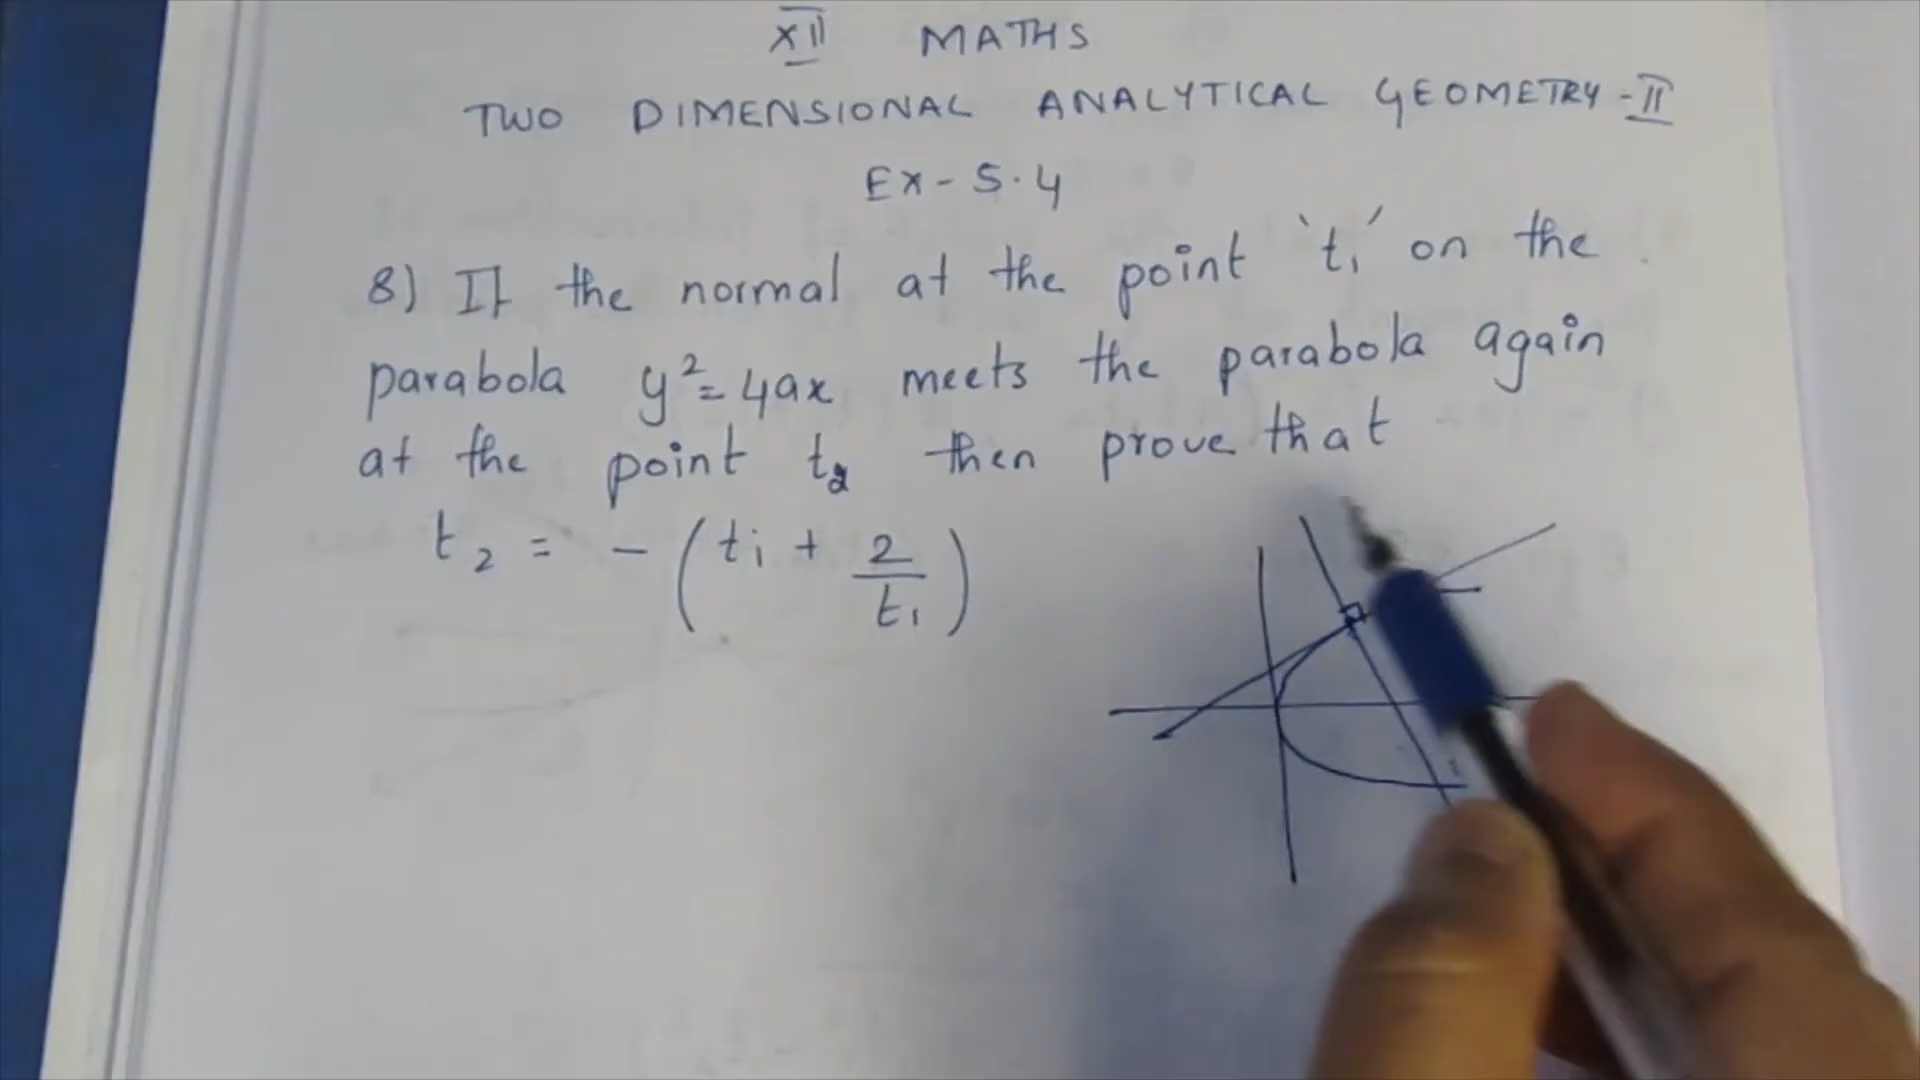 XII MATHS
TWO DIMENSIONAL ANALYTICAL GEOMETRY - II
EX - 5.4
8) If the normal at the point 't₁' on the
parabola y² = 4ax meets the parabola again
at the point t₂ then prove that
t₂ = - (t₁ + 2/t₁)